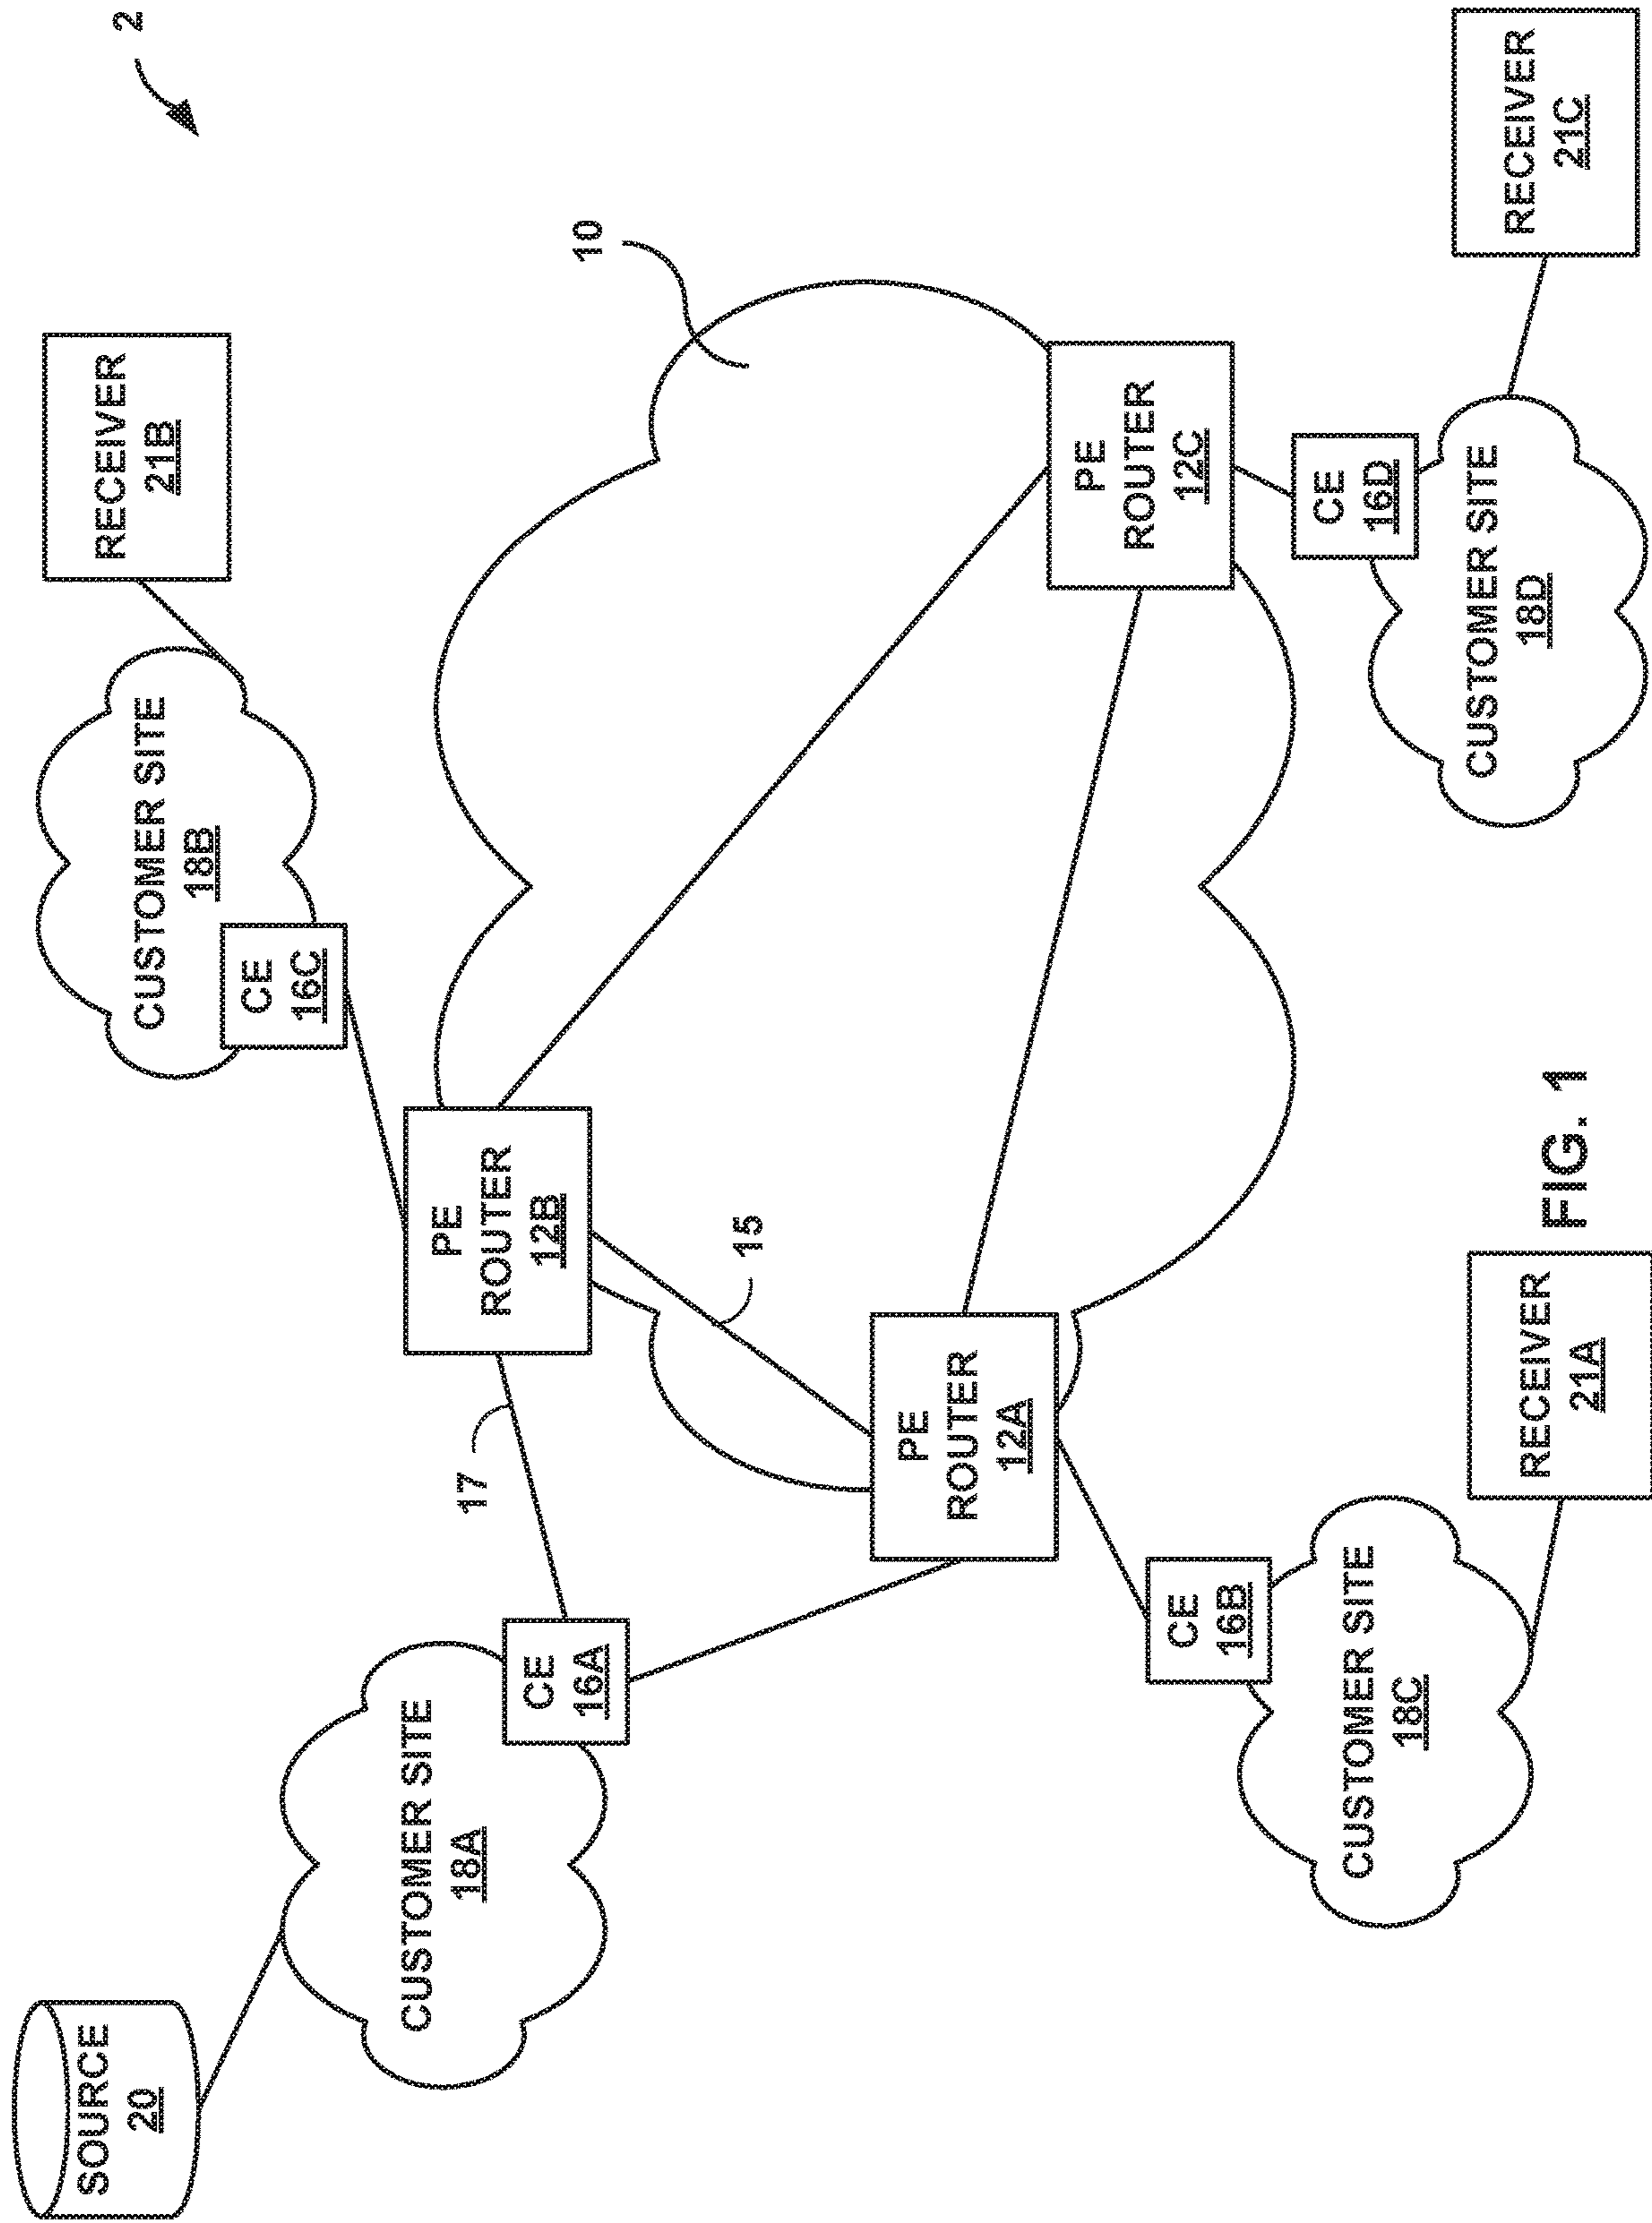 2
SOURCE
20
CUSTOMER SITE
18A
CE
16A
17
PE
ROUTER
12B
CE
16C
CUSTOMER SITE
18B
RECEIVER
21B
10
15
PE
ROUTER
12A
PE
ROUTER
12C
CE
16B
CUSTOMER SITE
18C
RECEIVER
21A
CE
16D
CUSTOMER SITE
18D
RECEIVER
21C
FIG. 1